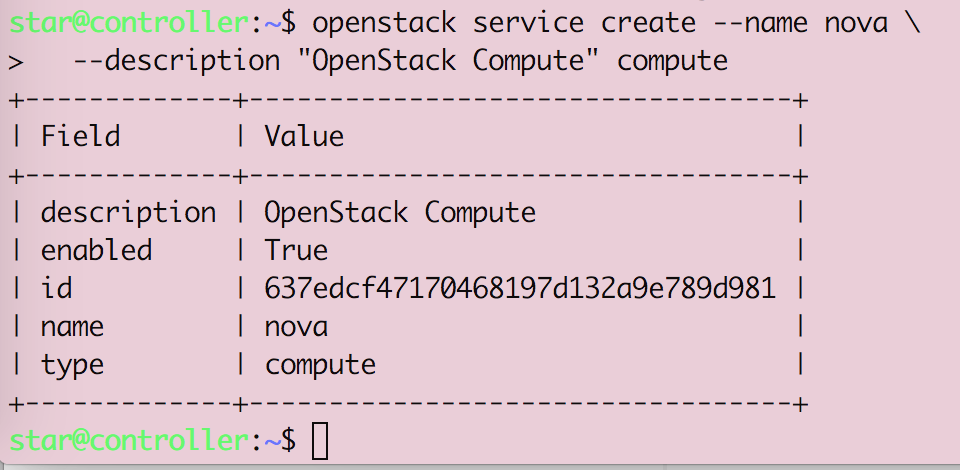 star@controller:~$ openstack service create --name nova \
>   --description "OpenStack Compute" compute
+-------------+----------------------------------+
| Field       | Value                            |
+-------------+----------------------------------+
| description | OpenStack Compute                |
| enabled     | True                             |
| id          | 637edcf47170468197d132a9e789d981 |
| name        | nova                             |
| type        | compute                          |
+-------------+----------------------------------+
star@controller:~$